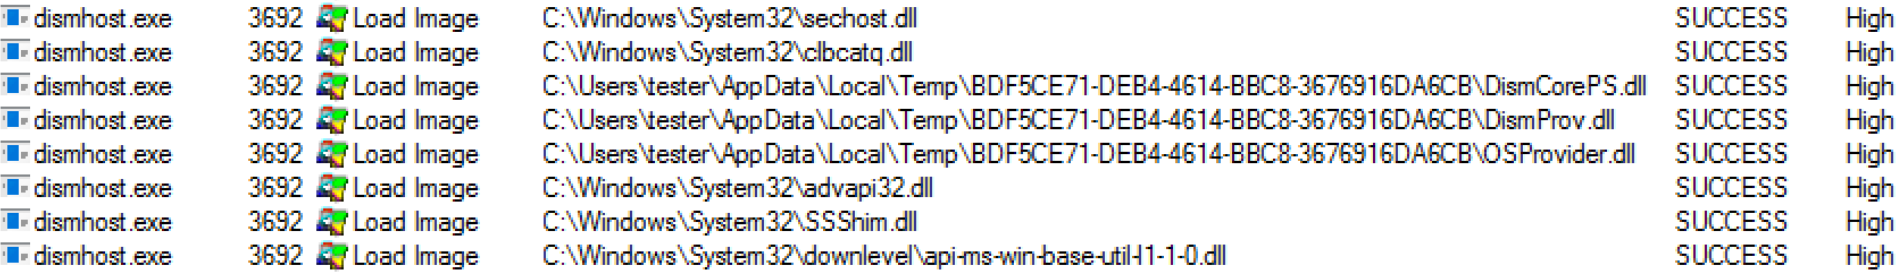 dismhost.exe 3692 Load Image C:\Windows\System32\sechost.dll SUCCESS High
dismhost.exe 3692 Load Image C:\Windows\System32\clbcatq.dll SUCCESS High
dismhost.exe 3692 Load Image C:\Users\tester\AppData\Local\Temp\BDF5CE71-DEB4-4614-BBC8-3676916DA6CB\DismCorePS.dll SUCCESS High
dismhost.exe 3692 Load Image C:\Users\tester\AppData\Local\Temp\BDF5CE71-DEB4-4614-BBC8-3676916DA6CB\DismProv.dll SUCCESS High
dismhost.exe 3692 Load Image C:\Users\tester\AppData\Local\Temp\BDF5CE71-DEB4-4614-BBC8-3676916DA6CB\OSProvider.dll SUCCESS High
dismhost.exe 3692 Load Image C:\Windows\System32\advapi32.dll SUCCESS High
dismhost.exe 3692 Load Image C:\Windows\System32\SSShim.dll SUCCESS High
dismhost.exe 3692 Load Image C:\Windows\System32\downlevel\api-ms-win-base-util-l1-1-0.dll SUCCESS High